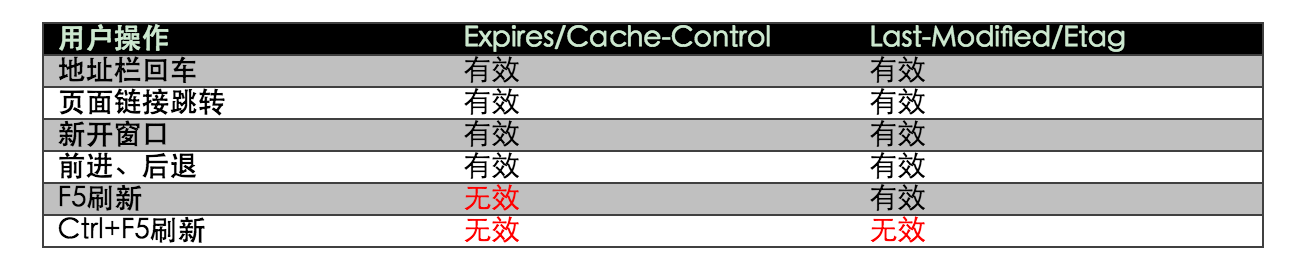 用户操作 Expires/Cache-Control Last-Modified/Etag
地址栏回车 有效 有效
页面链接跳转 有效 有效
新开窗口 有效 有效
前进、后退 有效 有效
F5刷新 无效 有效
Ctrl+F5刷新 无效 无效